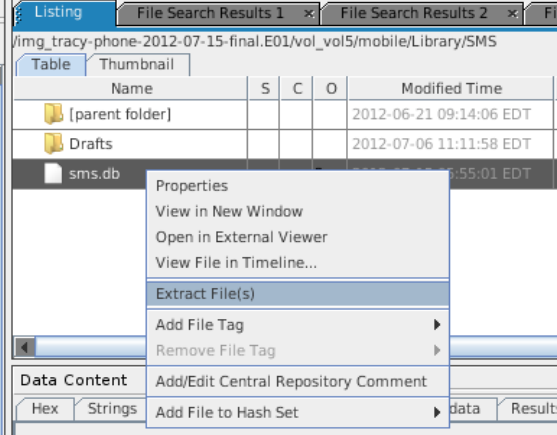 Listing File Search Results 1 × File Search Results 2 × Fi
/img_tracy-phone-2012-07-15-final.E01/vol_vol5/mobile/Library/SMS
Table Thumbnail
Name S C O Modified Time
[parent folder] 2012-06-21 09:14:06 EDT
Drafts 2012-07-06 11:11:58 EDT
sms.db 5:55:01 EDT
Properties
View in New Window
Open in External Viewer
View File in Timeline...
Extract File(s)
Add File Tag
Remove File Tag
Add/Edit Central Repository Comment
Add File to Hash Set
Data Content
Hex Strings data Result